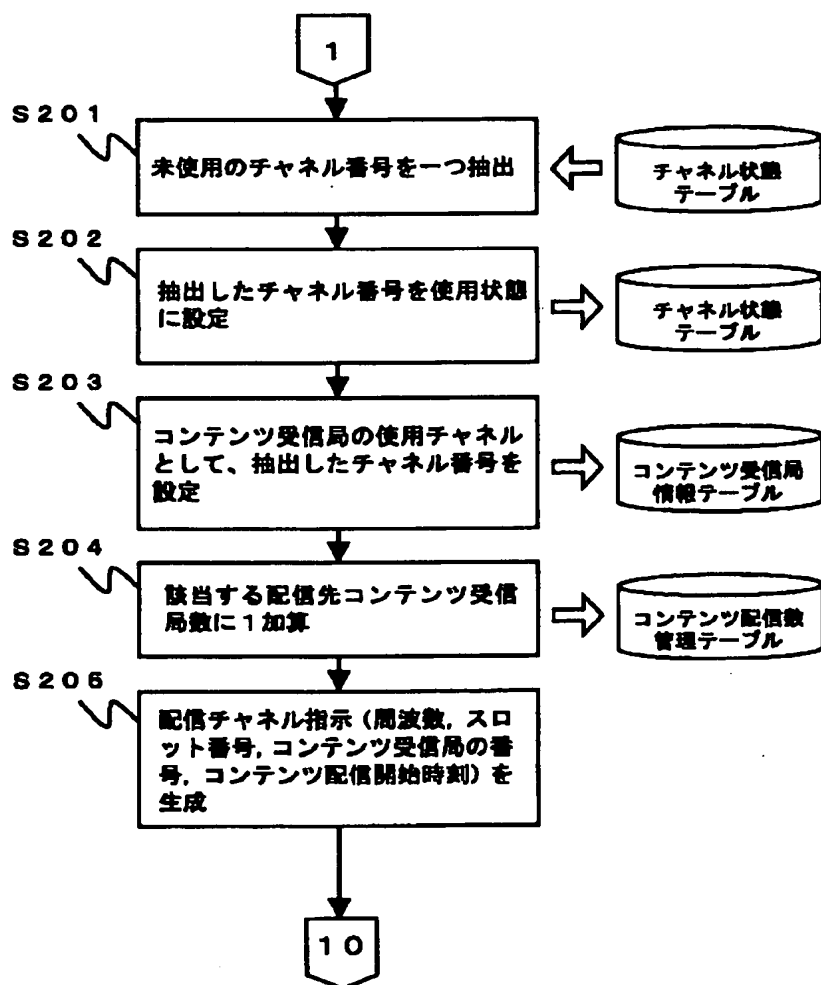 1
S201
未使用のチャネル番号を一つ抽出
チャネル状態
テーブル
S202
抽出したチャネル番号を使用状態
に設定
チャネル状態
テーブル
S203
コンテンツ受信局の使用チャネル
として、抽出したチャネル番号を
設定
コンテンツ受信局
情報テーブル
S204
該当する配信先コンテンツ受信
局数に1加算
コンテンツ配信数
管理テーブル
S205
配信チャネル指示（周波数，スロ
ット番号，コンテンツ受信局の番
号，コンテンツ配信開始時刻）を
生成
10